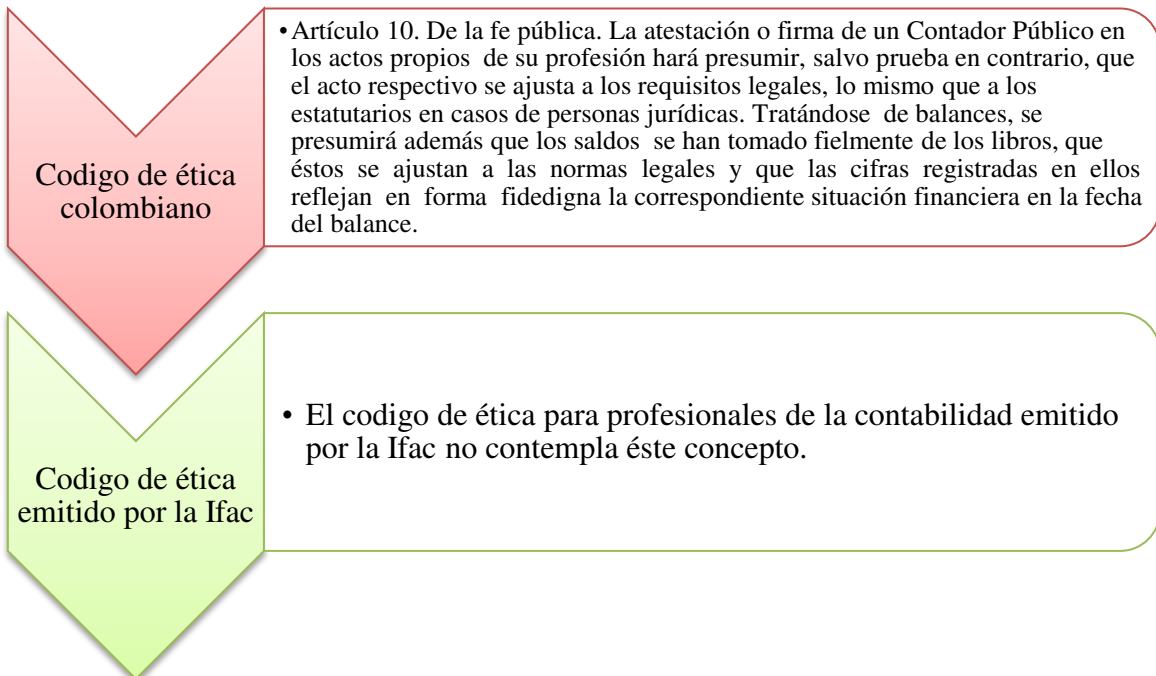 Codigo de ética
colombiano
• Artículo 10. De la fe pública. La atestación o firma de un Contador Público en
los actos propios de su profesión hará presumir, salvo prueba en contrario, que
el acto respectivo se ajusta a los requisitos legales, lo mismo que a los
estatutarios en casos de personas jurídicas. Tratándose de balances, se
presumirá además que los saldos se han tomado fielmente de los libros, que
éstos se ajustan a las normas legales y que las cifras registradas en ellos
reflejan en forma fidedigna la correspondiente situación financiera en la fecha
del balance.
Codigo de ética
emitido por la Ifac
• El codigo de ética para profesionales de la contabilidad emitido
por la Ifac no contempla éste concepto.